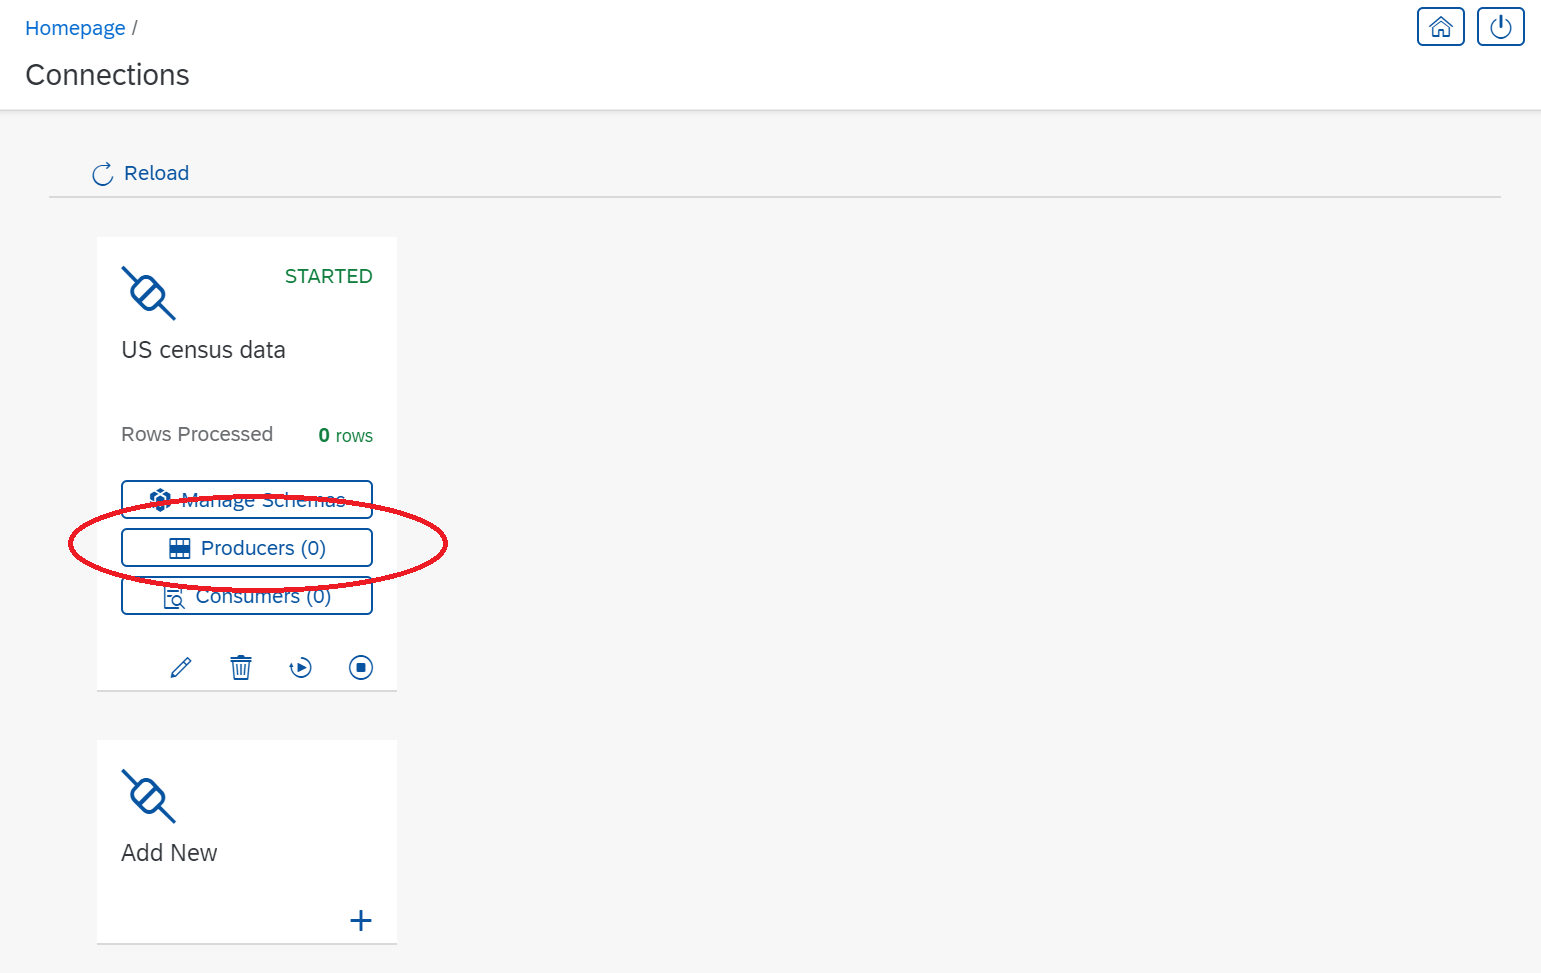 Homepage /
Connections
Reload
STARTED
US census data
Rows Processed 0 rows
Manage Schemas
Producers (0)
Consumers (0)
Add New